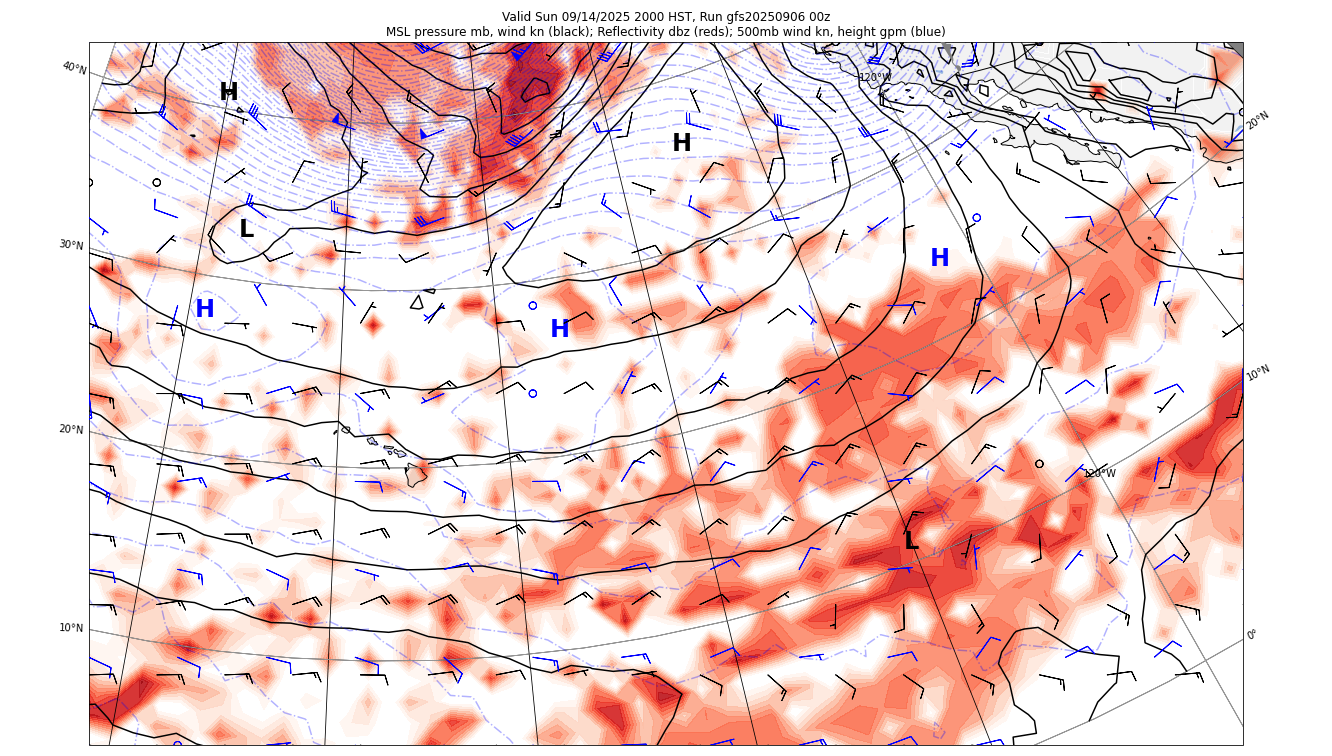 Valid Sun 09/14/2025 2000 HST, Run gfs20250906 00z
MSL pressure mb, wind kn (black); Reflectivity dbz (reds); 500mb wind kn, height gpm (blue)
40°N
120°W
H
20°N
H
L
30°N
H
H
H
10°N
20°N
120°W
L
10°N
0°